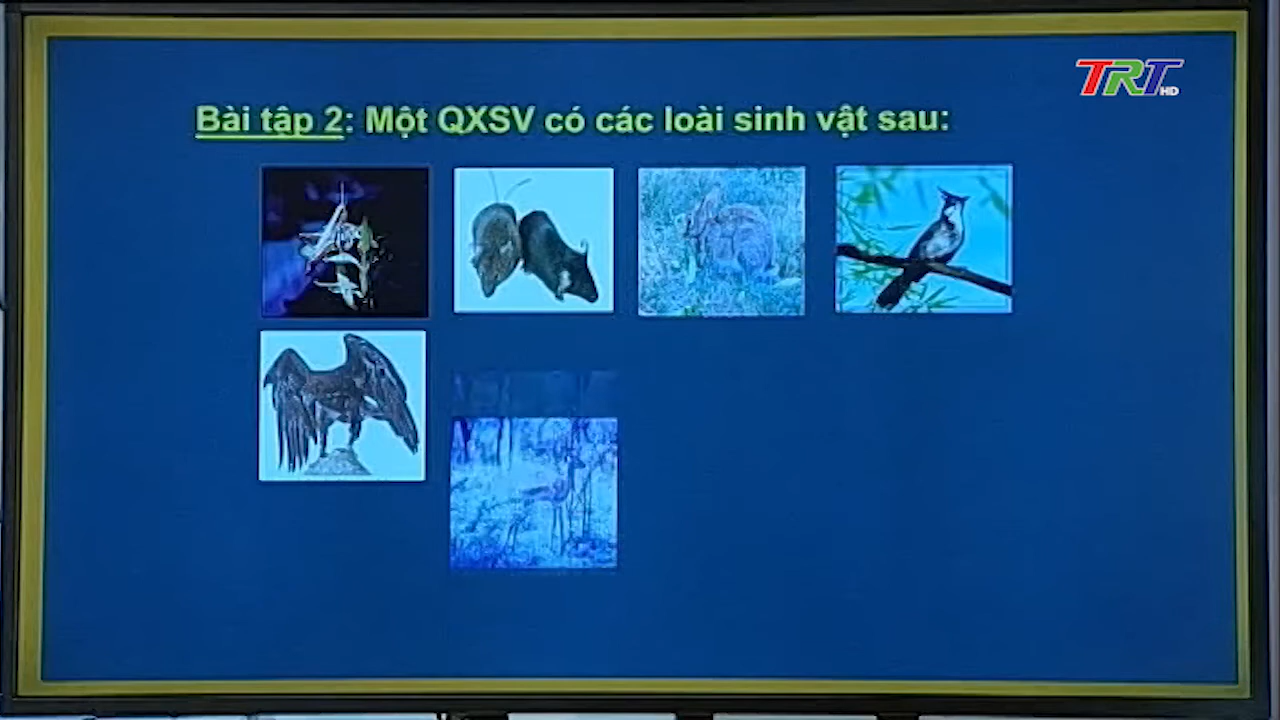 TRT HD
Bài tập 2: Một QXSV có các loài sinh vật sau: